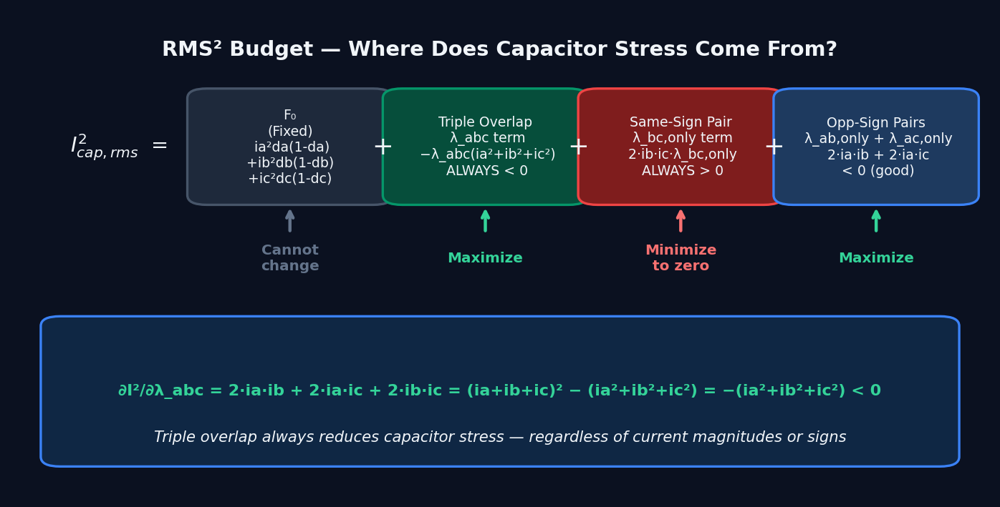 RMS² Budget — Where Does Capacitor Stress Come From?
I²cap,rms =
F₀
(Fixed)
ia²da(1-da)
+ib²db(1-db)
+ic²dc(1-dc)
+
Triple Overlap
λ_abc term
−λ_abc(ia²+ib²+ic²)
ALWAYS < 0
+
Same-Sign Pair
λ_bc,only term
2·ib·ic·λ_bc,only
ALWAYS > 0
+
Opp-Sign Pairs
λ_ab,only + λ_ac,only
2·ia·ib + 2·ia·ic
< 0 (good)
Cannot
change
Maximize
Minimize
to zero
Maximize
∂I²/∂λ_abc = 2·ia·ib + 2·ia·ic + 2·ib·ic = (ia+ib+ic)² − (ia²+ib²+ic²) = −(ia²+ib²+ic²) < 0
Triple overlap always reduces capacitor stress — regardless of current magnitudes or signs